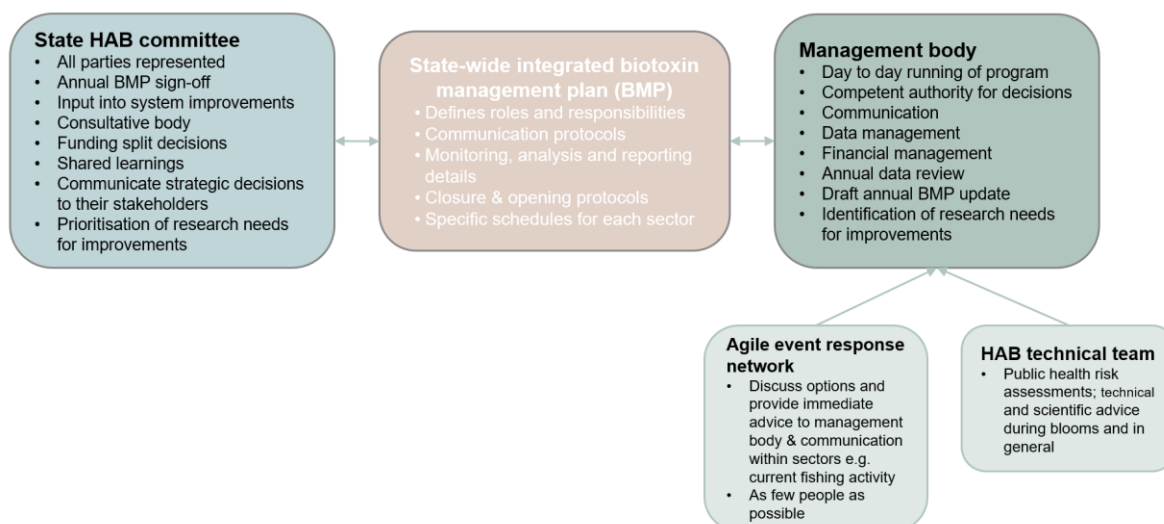 State HAB committee
• All parties represented
• Annual BMP sign-off
• Input into system improvements
• Consultative body
• Funding split decisions
• Shared learnings
• Communicate strategic decisions
to their stakeholders
• Prioritisation of research needs
for improvements
State-wide integrated biotoxin
management plan (BMP)
• Defines roles and responsibilities
• Communication protocols
• Monitoring, analysis and reporting
details
• Closure & opening protocols
• Specific schedules for each sector
Management body
• Day to day running of program
• Competent authority for decisions
• Communication
• Data management
• Financial management
• Annual data review
• Draft annual BMP update
• Identification of research needs
for improvements
Agile event response
network
• Discuss options and
provide immediate
advice to management
body & communication
within sectors e.g.
current fishing activity
• As few people as
possible
HAB technical team
• Public health risk
assessments; technical
and scientific advice
during blooms and in
general